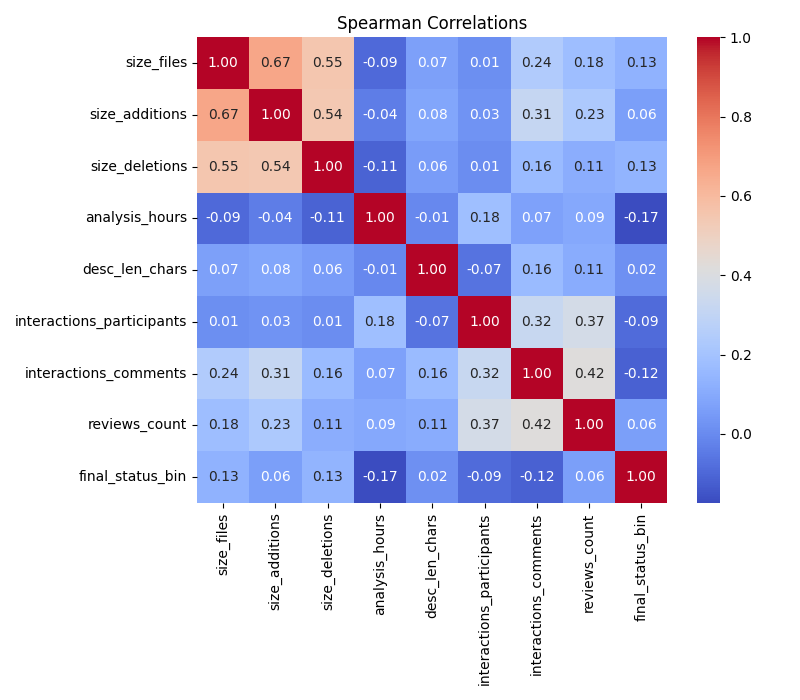 Spearman Correlations
size_files 1.00 0.67 0.55 -0.09 0.07 0.01 0.24 0.18 0.13
size_additions 0.67 1.00 0.54 -0.04 0.08 0.03 0.31 0.23 0.06
size_deletions 0.55 0.54 1.00 -0.11 0.06 0.01 0.16 0.11 0.13
analysis_hours -0.09 -0.04 -0.11 1.00 -0.01 0.18 0.07 0.09 -0.17
desc_len_chars 0.07 0.08 0.06 -0.01 1.00 -0.07 0.16 0.11 0.02
interactions_participants 0.01 0.03 0.01 0.18 -0.07 1.00 0.32 0.37 -0.09
interactions_comments 0.24 0.31 0.16 0.07 0.16 0.32 1.00 0.42 -0.12
reviews_count 0.18 0.23 0.11 0.09 0.11 0.37 0.42 1.00 0.06
final_status_bin 0.13 0.06 0.13 -0.17 0.02 -0.09 -0.12 0.06 1.00
size_files
size_additions
size_deletions
analysis_hours
desc_len_chars
interactions_participants
interactions_comments
reviews_count
final_status_bin
1.0
0.8
0.6
0.4
0.2
0.0